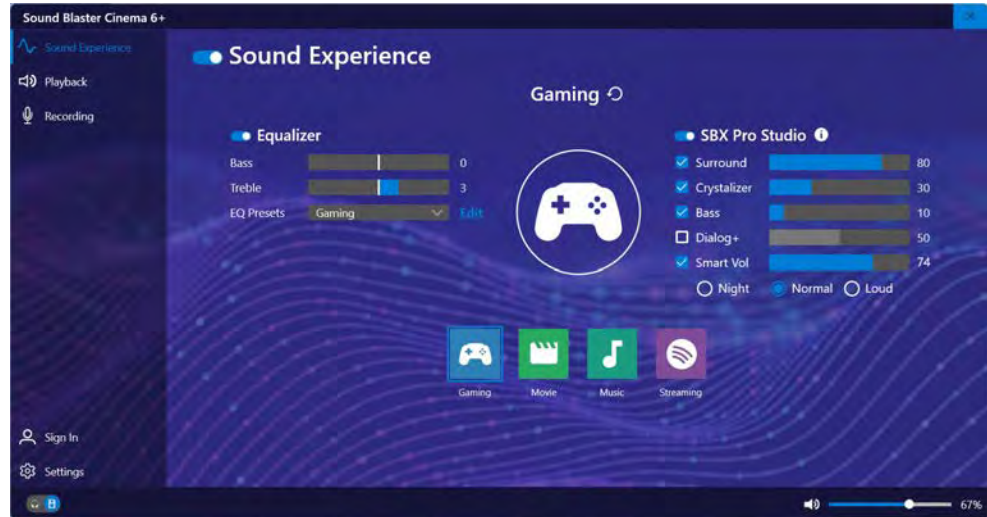 Sound Blaster Cinema 6+
Sound Experience
Playback
Recording
Sign In
Settings
Sound Experience
Gaming
Equalizer
Bass 0
Treble 3
EQ Presets Gaming Edit
SBX Pro Studio
Surround 80
Crystalizer 30
Bass 10
Dialog+ 50
Smart Vol 74
Night Normal Loud
Gaming Movie Music Streaming
67%